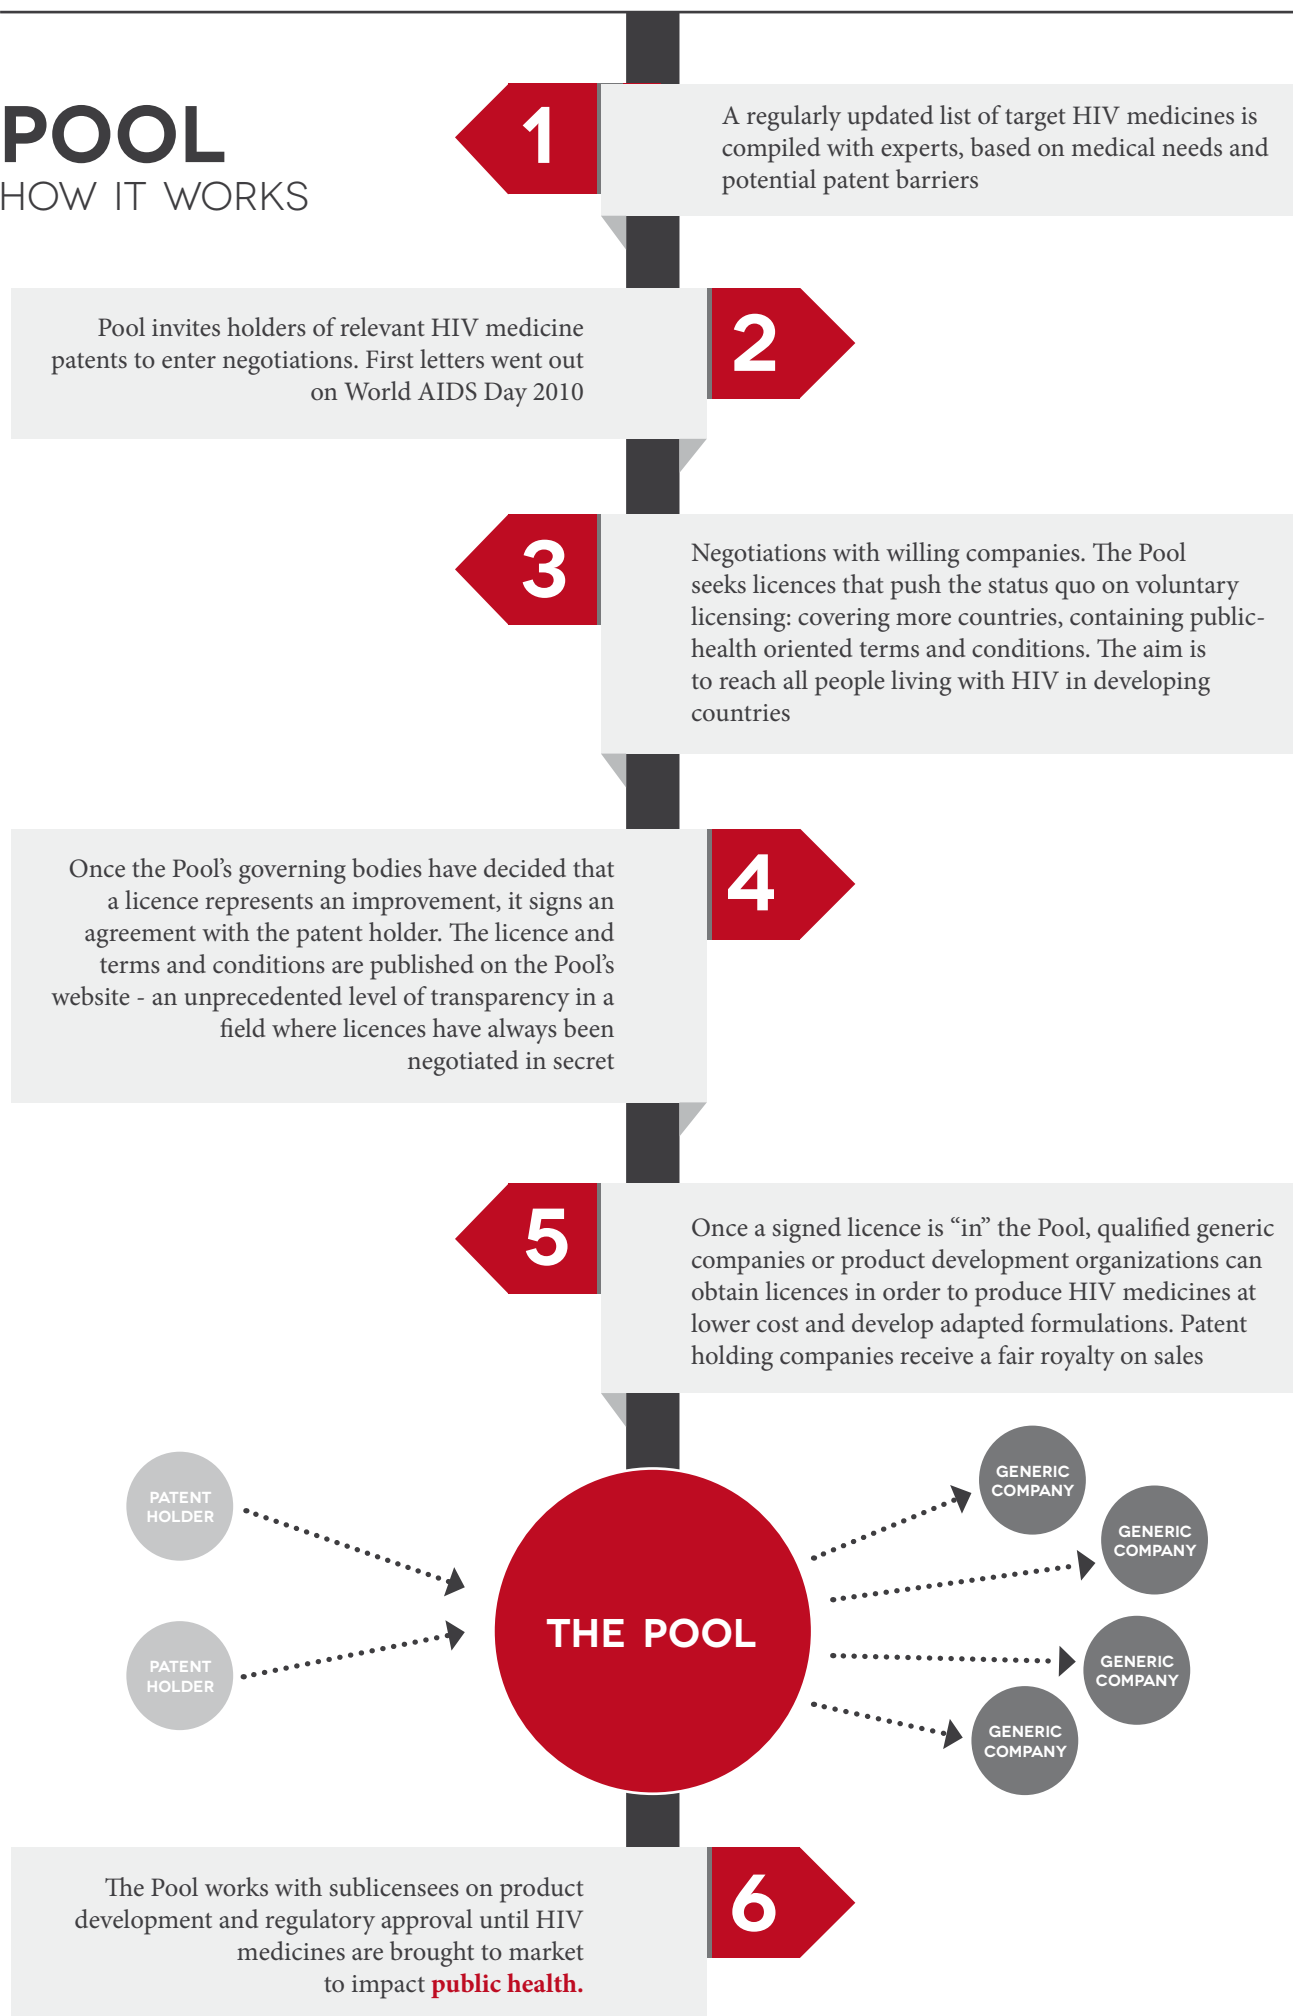 POOL
HOW IT WORKS
1
A regularly updated list of target HIV medicines is
compiled with experts, based on medical needs and
potential patent barriers
Pool invites holders of relevant HIV medicine
patents to enter negotiations. First letters went out
on World AIDS Day 2010
2
3
Negotiations with willing companies. The Pool
seeks licences that push the status quo on voluntary
licensing: covering more countries, containing public-
health oriented terms and conditions. The aim is
to reach all people living with HIV in developing
countries
Once the Pool’s governing bodies have decided that
a licence represents an improvement, it signs an
agreement with the patent holder. The licence and
terms and conditions are published on the Pool’s
website - an unprecedented level of transparency in a
field where licences have always been
negotiated in secret
4
5
Once a signed licence is “in” the Pool, qualified generic
companies or product development organizations can
obtain licences in order to produce HIV medicines at
lower cost and develop adapted formulations. Patent
holding companies receive a fair royalty on sales
PATENT
HOLDER
PATENT
HOLDER
THE POOL
GENERIC
COMPANY
GENERIC
COMPANY
GENERIC
COMPANY
GENERIC
COMPANY
The Pool works with sublicensees on product
development and regulatory approval until HIV
medicines are brought to market
to impact public health.
6